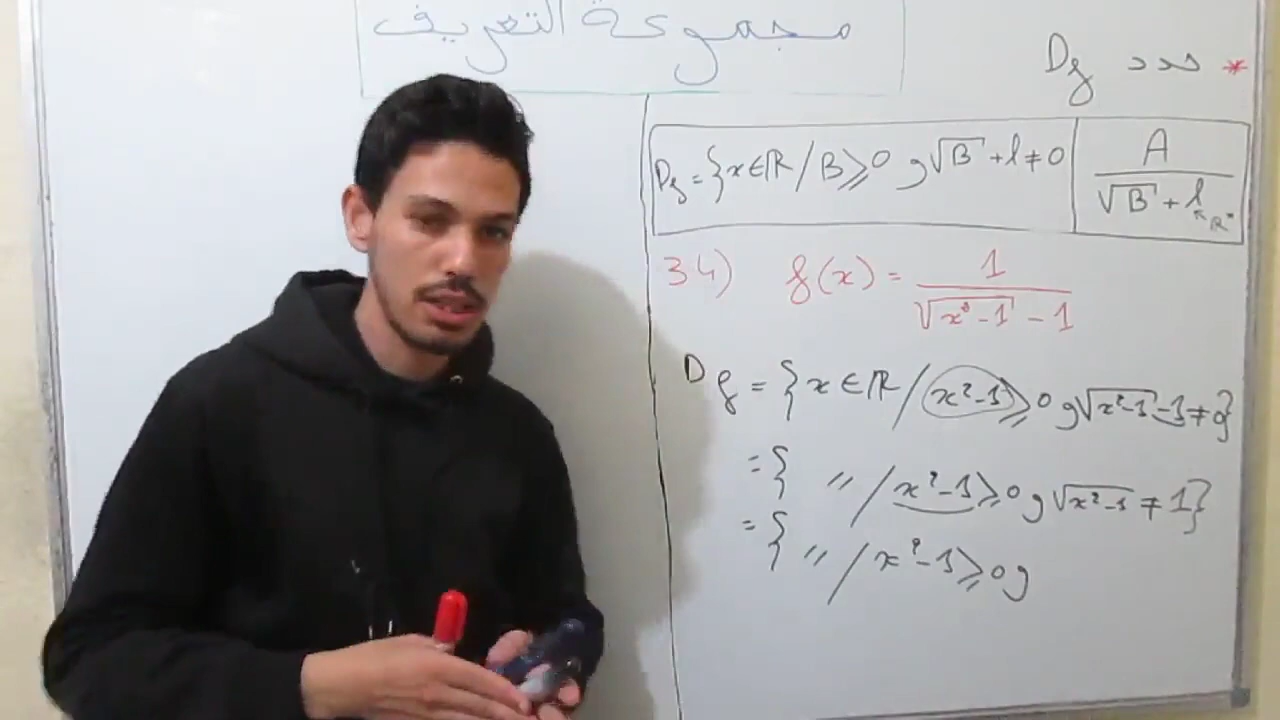 مجموعة التعريف
* حدد Df
Df = {x∈ℝ / B ⩾ 0 و √B + l ≠ 0
A / (√B + l) ↖ ℝ*
34) f(x) = 1 / (√(x²-1) - 1)
Df = {x∈ℝ / x²-1 ⩾ 0 و √(x²-1) - 1 ≠ 0}
= { " / x²-1 ⩾ 0 و √(x²-1) ≠ 1}
= { " / x²-1 ⩾ 0 و